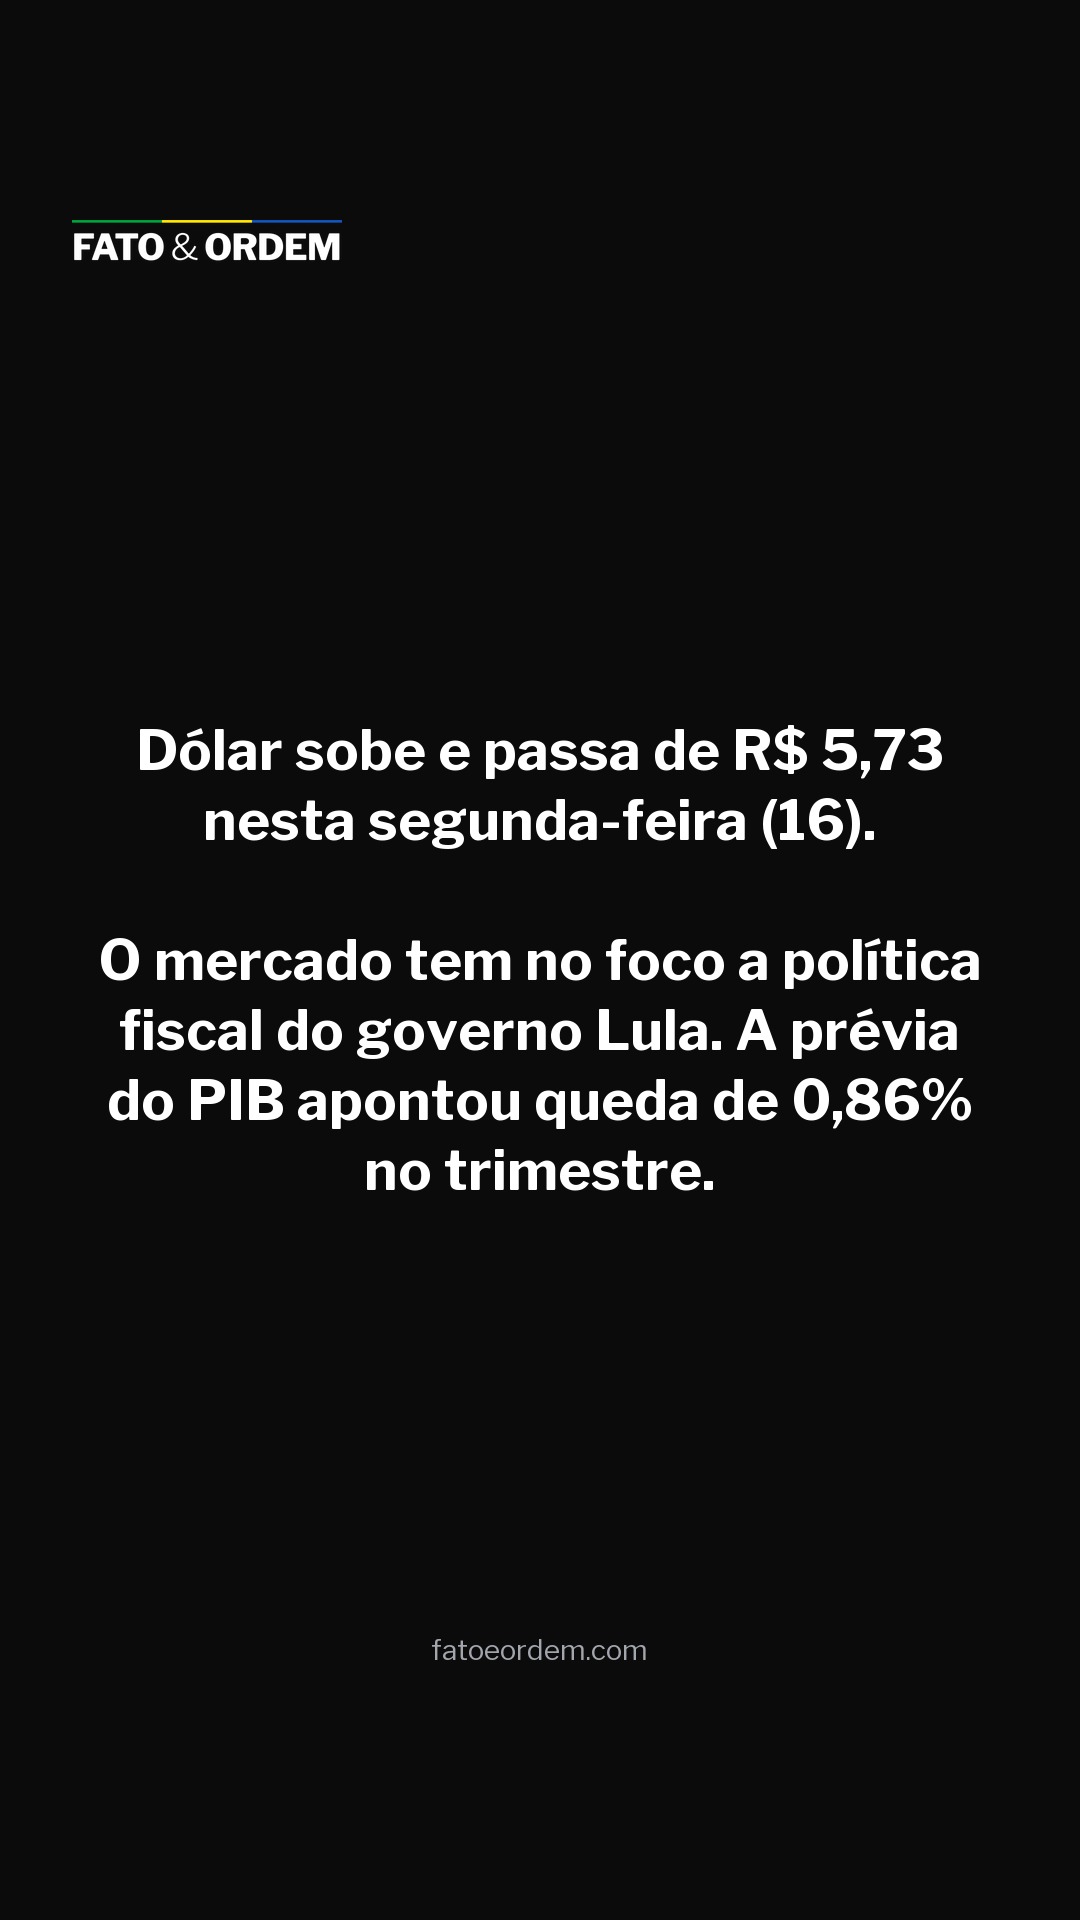 FATO & ORDEM
Dólar sobe e passa de R$ 5,73
nesta segunda-feira (16).
O mercado tem no foco a política
fiscal do governo Lula. A prévia
do PIB apontou queda de 0,86%
no trimestre.
fatoeordem.com